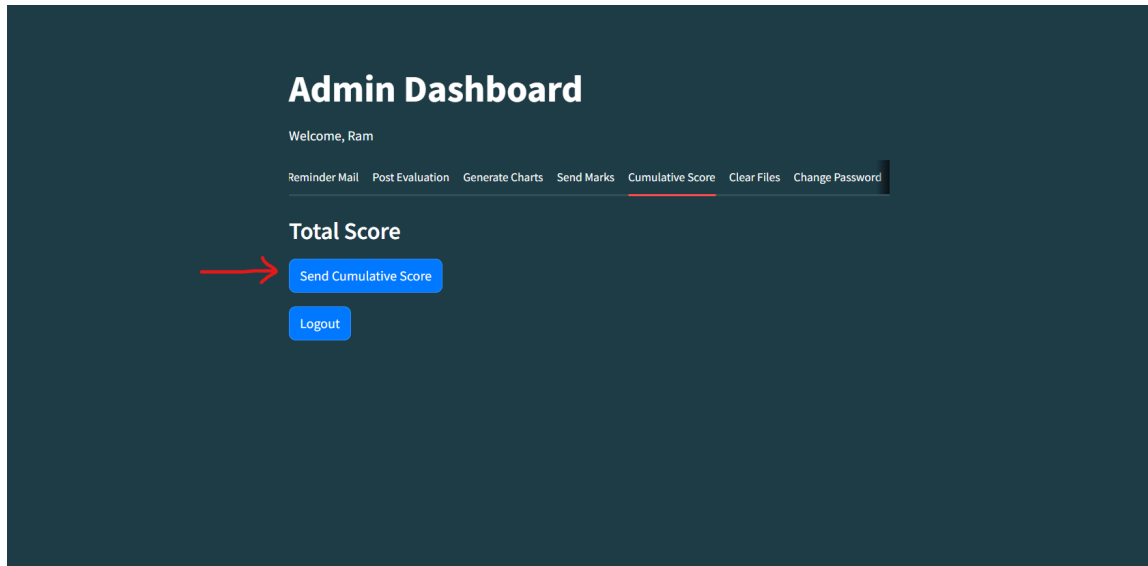 Admin Dashboard
Welcome, Ram
Reminder Mail Post Evaluation Generate Charts Send Marks Cumulative Score Clear Files Change Password
Total Score
Send Cumulative Score
Logout